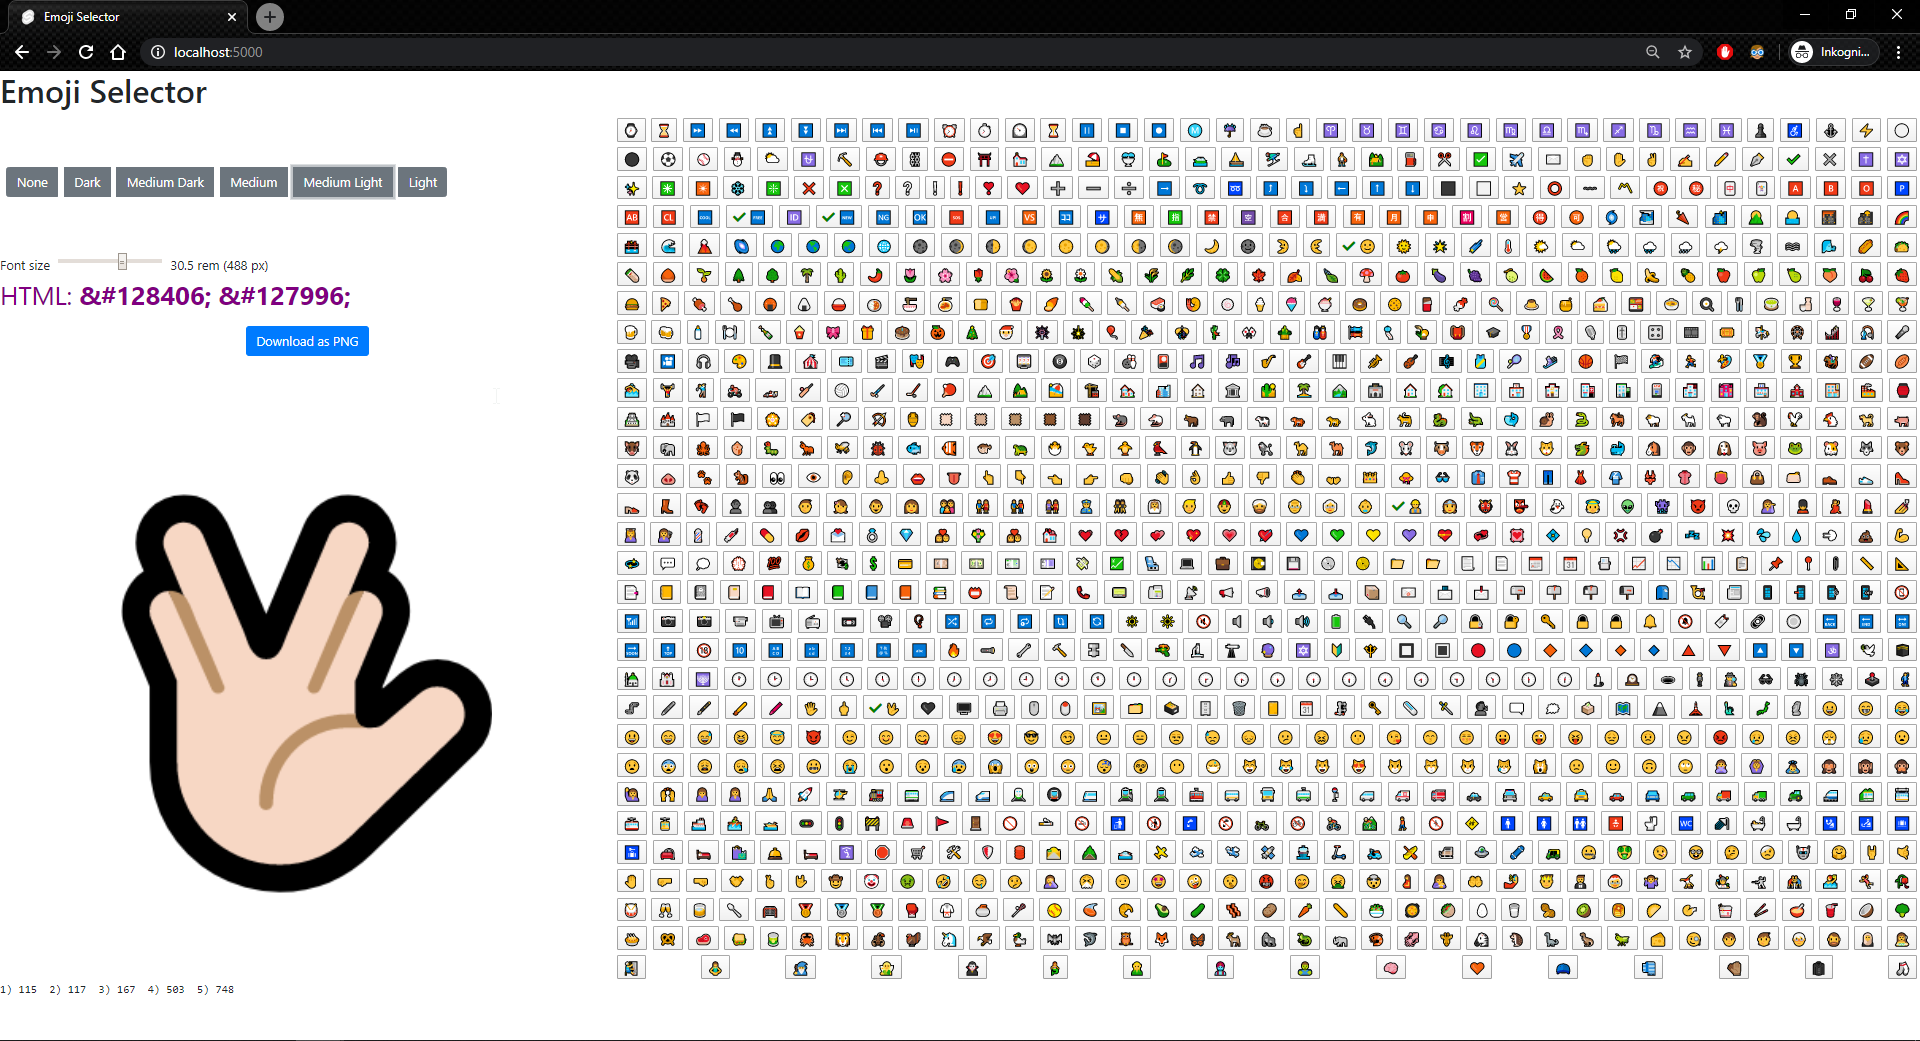 Emoji Selector
localhost:5000
Inkogni...
Emoji Selector
None Dark Medium Dark Medium Medium Light Light
Font size 30.5 rem (488 px)
HTML: &#128406; &#127996;
Download as PNG
1) 115 2) 117 3) 167 4) 503 5) 748